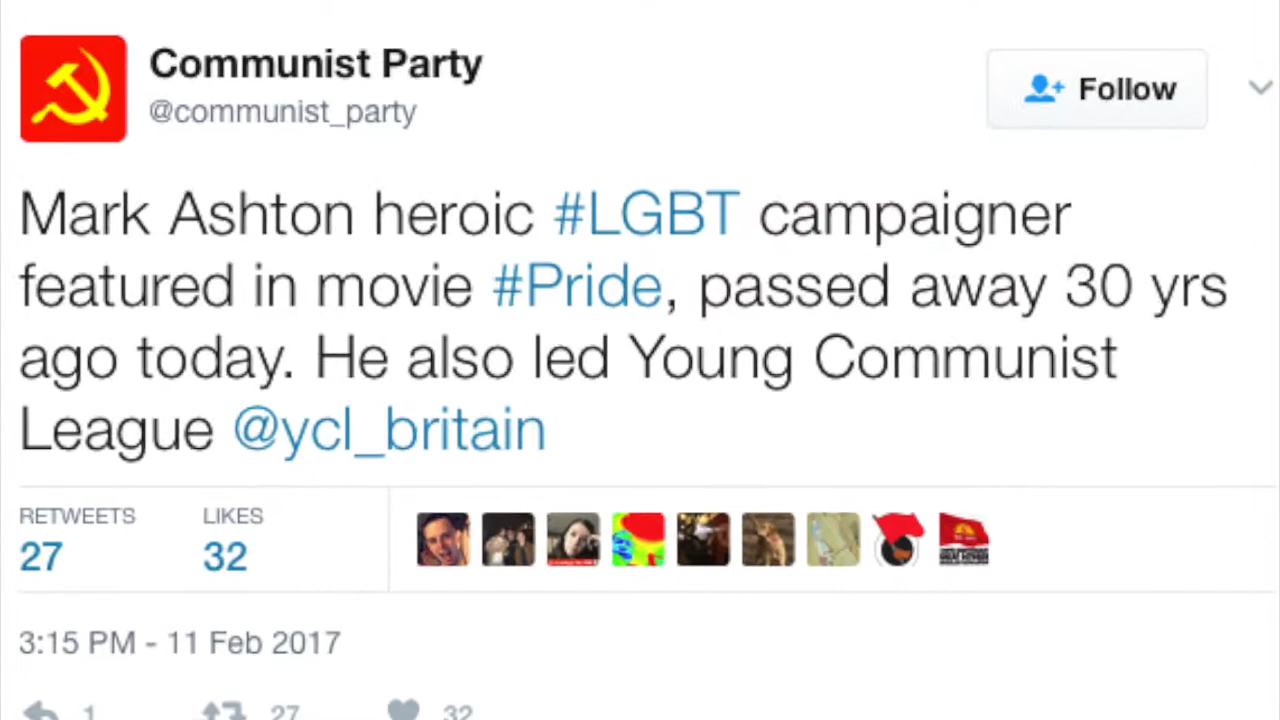 Communist Party
@communist_party
Follow
Mark Ashton heroic #LGBT campaigner
featured in movie #Pride, passed away 30 yrs
ago today. He also led Young Communist
League @ycl_britain
RETWEETS LIKES
27 32
3:15 PM - 11 Feb 2017
1 27 32